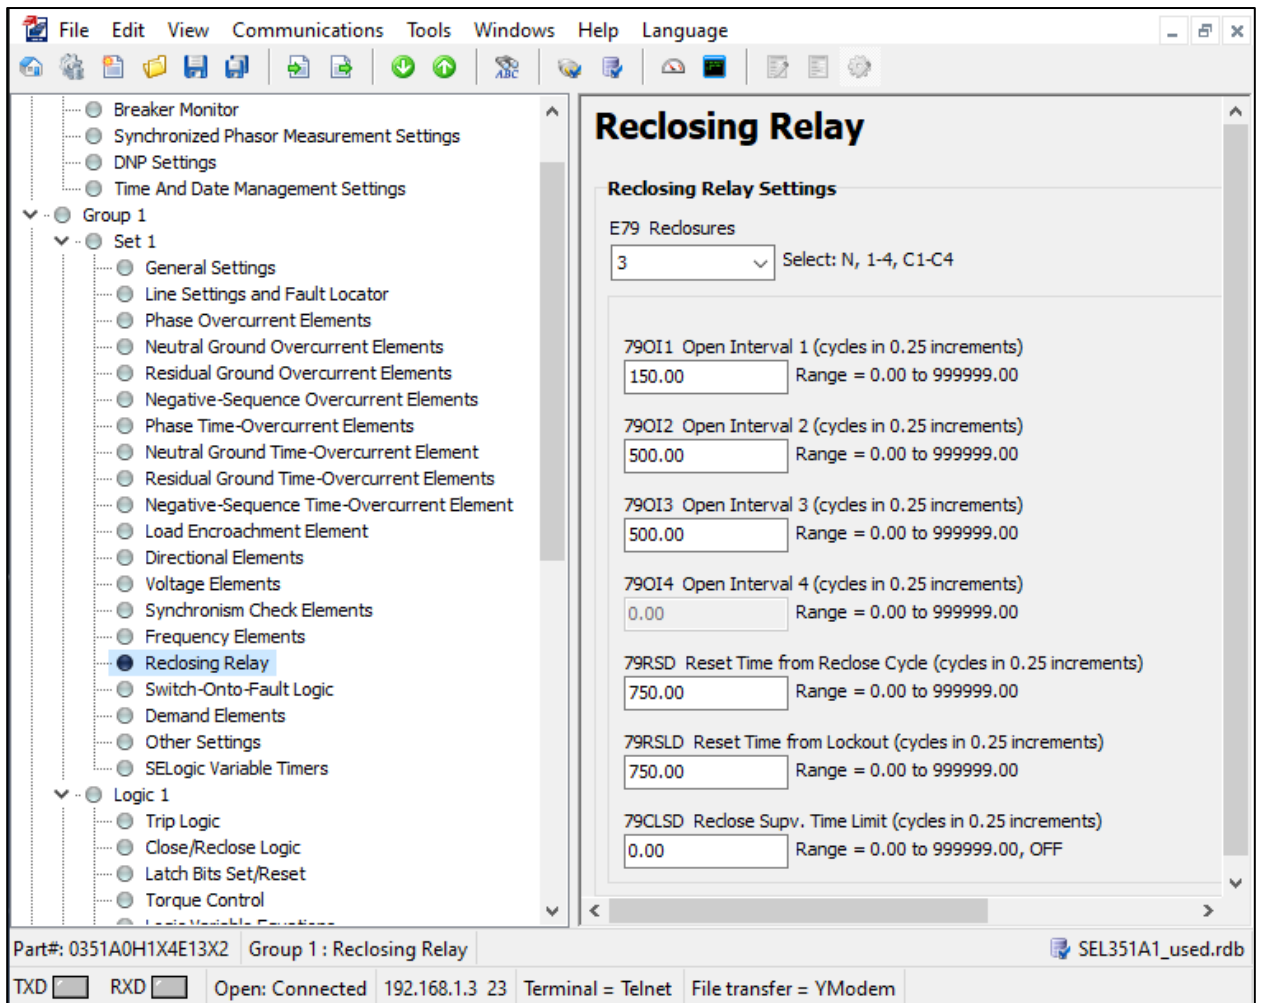 File Edit View Communications Tools Windows Help Language
ABC
Breaker Monitor
Synchronized Phasor Measurement Settings
DNP Settings
Time And Date Management Settings
Group 1
Set 1
General Settings
Line Settings and Fault Locator
Phase Overcurrent Elements
Neutral Ground Overcurrent Elements
Residual Ground Overcurrent Elements
Negative-Sequence Overcurrent Elements
Phase Time-Overcurrent Elements
Neutral Ground Time-Overcurrent Element
Residual Ground Time-Overcurrent Elements
Negative-Sequence Time-Overcurrent Element
Load Encroachment Element
Directional Elements
Voltage Elements
Synchronism Check Elements
Frequency Elements
Reclosing Relay
Switch-Onto-Fault Logic
Demand Elements
Other Settings
SELogic Variable Timers
Logic 1
Trip Logic
Close/Reclose Logic
Latch Bits Set/Reset
Torque Control
Logic Variable Equations
Reclosing Relay
Reclosing Relay Settings
E79 Reclosures
3 Select: N, 1-4, C1-C4
79OI1 Open Interval 1 (cycles in 0.25 increments)
150.00 Range = 0.00 to 999999.00
79OI2 Open Interval 2 (cycles in 0.25 increments)
500.00 Range = 0.00 to 999999.00
79OI3 Open Interval 3 (cycles in 0.25 increments)
500.00 Range = 0.00 to 999999.00
79OI4 Open Interval 4 (cycles in 0.25 increments)
0.00 Range = 0.00 to 999999.00
79RSD Reset Time from Reclose Cycle (cycles in 0.25 increments)
750.00 Range = 0.00 to 999999.00
79RSLD Reset Time from Lockout (cycles in 0.25 increments)
750.00 Range = 0.00 to 999999.00
79CLSD Reclose Supv. Time Limit (cycles in 0.25 increments)
0.00 Range = 0.00 to 999999.00, OFF
Part#: 0351A0H1X4E13X2 Group 1 : Reclosing Relay SEL351A1_used.rdb
TXD RXD Open: Connected 192.168.1.3 23 Terminal = Telnet File transfer = YModem